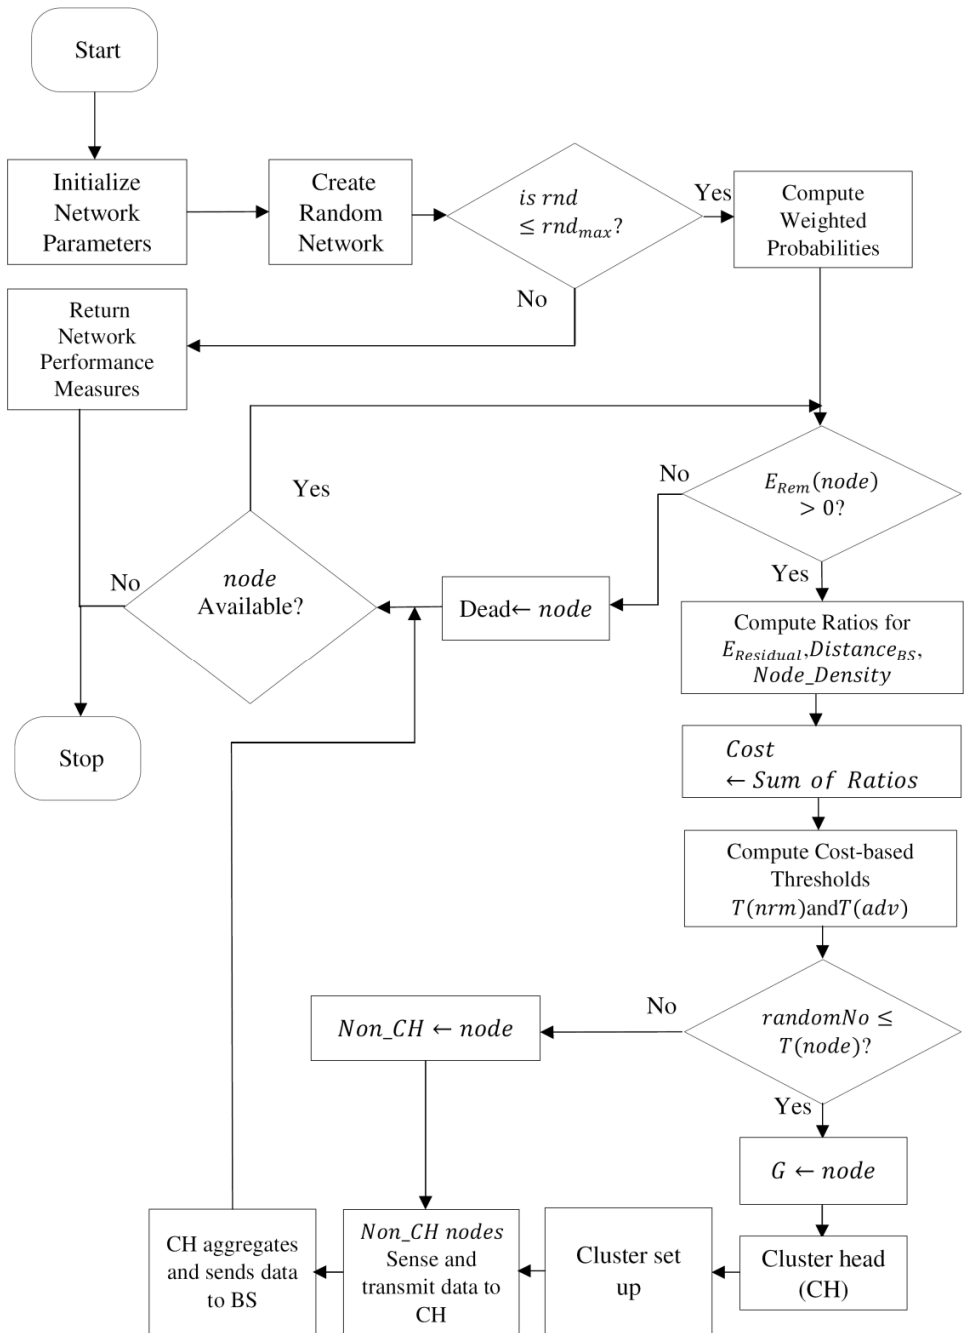 Start
Initialize
Network
Parameters
Create
Random
Network
is rnd
≤ rnd_max?
Yes
Compute
Weighted
Probabilities
No
Return
Network
Performance
Measures
No
E_Rem(node)
> 0?
Yes
Yes
node
Available?
No
Dead← node
Compute Ratios for
E_Residual,Distance_BS,
Node_Density
Stop
Cost
← Sum of Ratios
Compute Cost-based
Thresholds
T(nrm)andT(adv)
randomNo ≤
T(node)?
No
Non_CH ← node
Yes
G ← node
Cluster head
(CH)
Cluster set
up
Non_CH nodes
Sense and
transmit data to
CH
CH aggregates
and sends data
to BS